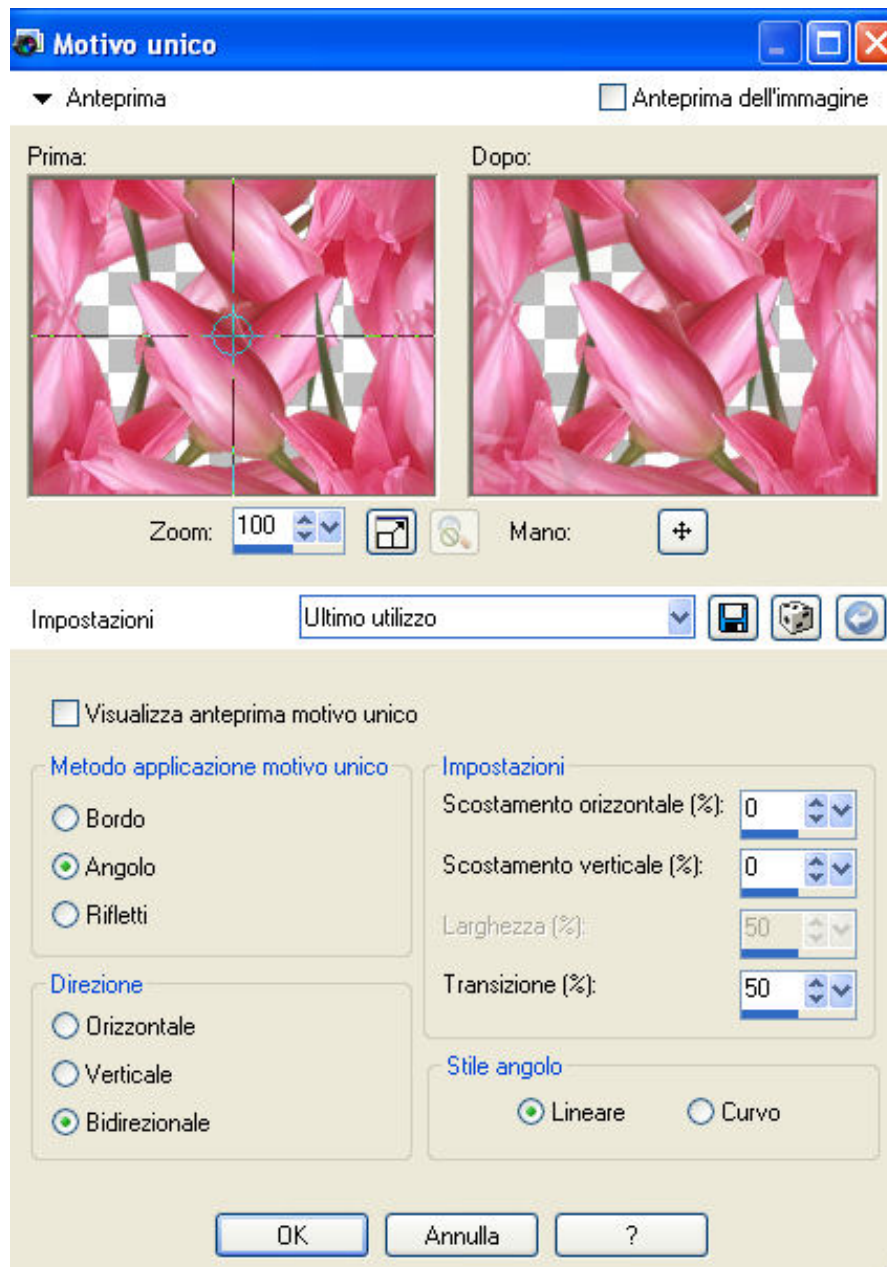 Motivo unico
Anteprima
Anteprima dell'immagine
Prima:
Dopo:
Zoom: 100
Mano:
Impostazioni
Ultimo utilizzo
Visualizza anteprima motivo unico
Metodo applicazione motivo unico
Bordo
Angolo
Rifletti
Direzione
Orizzontale
Verticale
Bidirezionale
Impostazioni
Scostamento orizzontale (%): 0
Scostamento verticale (%): 0
Larghezza (%): 50
Transizione (%): 50
Stile angolo
Lineare
Curvo
OK
Annulla
?